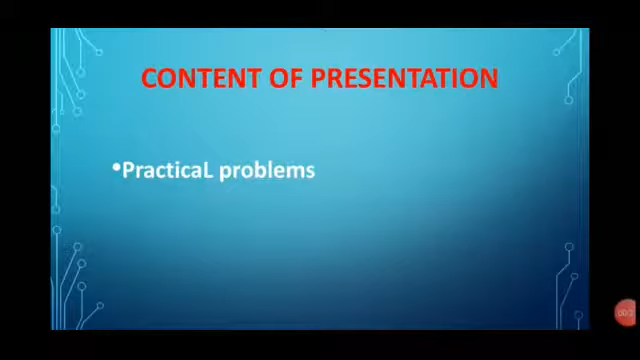 CONTENT OF PRESENTATION
•PracticaL problems